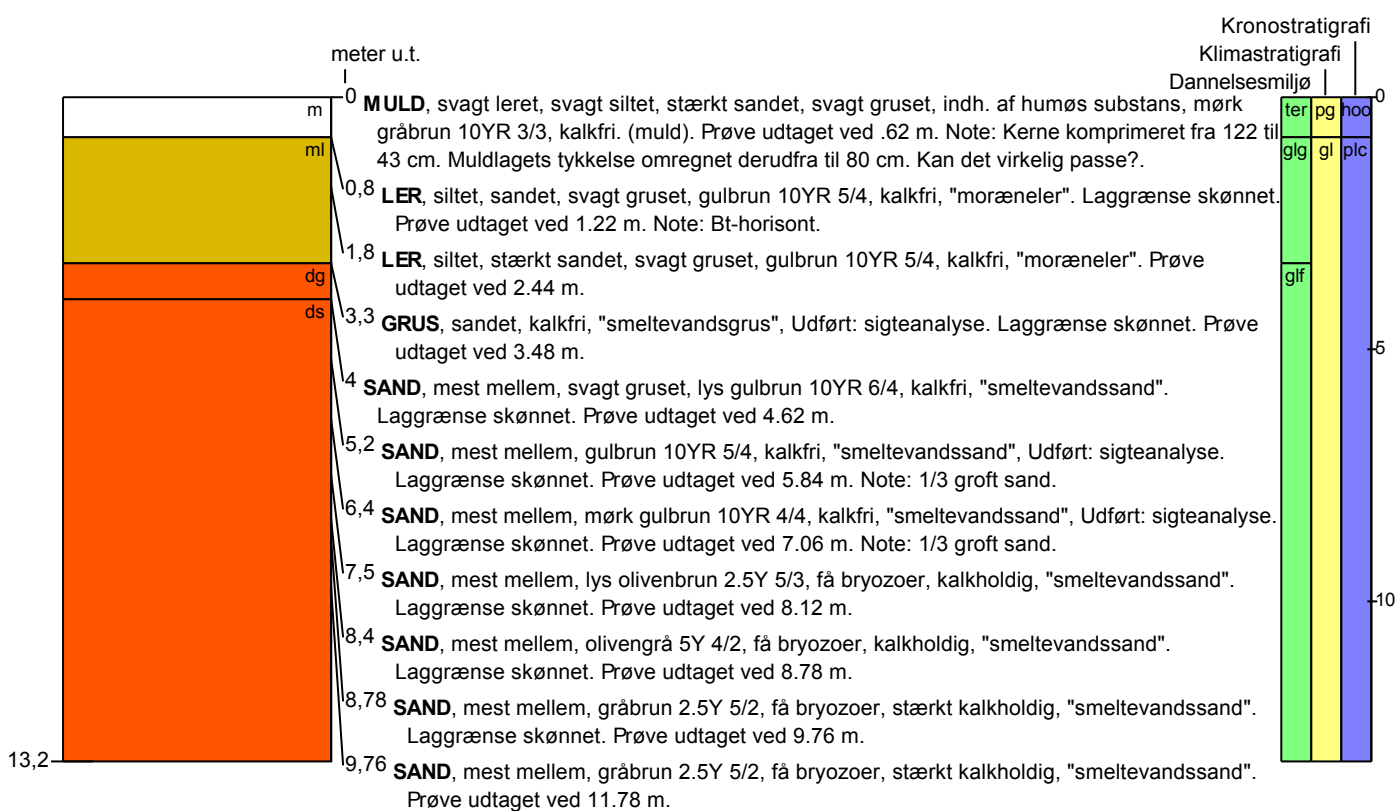 Kronostratigrafi
Klimastratigrafi
Dannelsesmiljø
meter u.t.
m
0 MULD, svagt leret, svagt siltet, stærkt sandet, svagt gruset, indh. af humøs substans, mørk
gråbrun 10YR 3/3, kalkfri. (muld). Prøve udtaget ved .62 m. Note: Kerne komprimeret fra 122 til
43 cm. Muldlagets tykkelse omregnet derudfra til 80 cm. Kan det virkelig passe?.
ter pg hoo
0
ml
glg gl plc
0,8 LER, siltet, sandet, svagt gruset, gulbrun 10YR 5/4, kalkfri, "moræneler". Laggrænse skønnet.
Prøve udtaget ved 1.22 m. Note: Bt-horisont.
1,8 LER, siltet, stærkt sandet, svagt gruset, gulbrun 10YR 5/4, kalkfri, "moræneler". Prøve
udtaget ved 2.44 m.
dg
glf
ds
3,3 GRUS, sandet, kalkfri, "smeltevandsgrus", Udført: sigteanalyse. Laggrænse skønnet. Prøve
udtaget ved 3.48 m.
5
4 SAND, mest mellem, svagt gruset, lys gulbrun 10YR 6/4, kalkfri, "smeltevandssand".
Laggrænse skønnet. Prøve udtaget ved 4.62 m.
5,2 SAND, mest mellem, gulbrun 10YR 5/4, kalkfri, "smeltevandssand", Udført: sigteanalyse.
Laggrænse skønnet. Prøve udtaget ved 5.84 m. Note: 1/3 groft sand.
6,4 SAND, mest mellem, mørk gulbrun 10YR 4/4, kalkfri, "smeltevandssand", Udført: sigteanalyse.
Laggrænse skønnet. Prøve udtaget ved 7.06 m. Note: 1/3 groft sand.
7,5 SAND, mest mellem, lys olivenbrun 2.5Y 5/3, få bryozoer, kalkholdig, "smeltevandssand".
Laggrænse skønnet. Prøve udtaget ved 8.12 m.
10
8,4 SAND, mest mellem, olivengrå 5Y 4/2, få bryozoer, kalkholdig, "smeltevandssand".
Laggrænse skønnet. Prøve udtaget ved 8.78 m.
8,78 SAND, mest mellem, gråbrun 2.5Y 5/2, få bryozoer, stærkt kalkholdig, "smeltevandssand".
Laggrænse skønnet. Prøve udtaget ved 9.76 m.
13,2
9,76 SAND, mest mellem, gråbrun 2.5Y 5/2, få bryozoer, stærkt kalkholdig, "smeltevandssand".
Prøve udtaget ved 11.78 m.